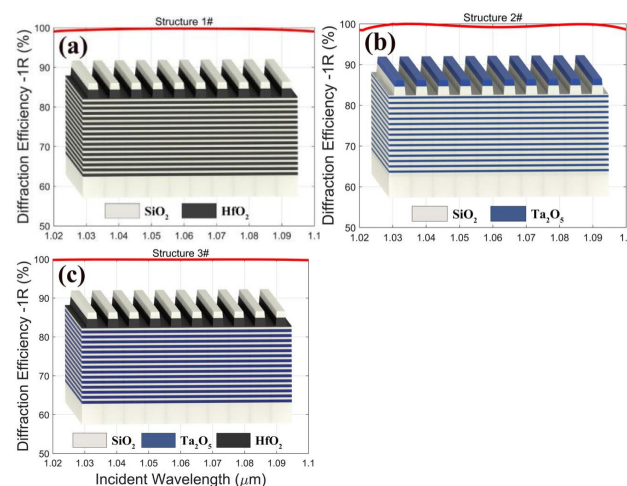 Structure 1#
(a)
Diffraction Efficiency -1R (%)
100
90
80
70
60
50
SiO₂ HfO₂
1.02 1.03 1.04 1.05 1.06 1.07 1.08 1.09 1.1
Structure 2#
(b)
Diffraction Efficiency -1R (%)
100
90
80
70
60
50
SiO₂ Ta₂O₅
1.02 1.03 1.04 1.05 1.06 1.07 1.08 1.09 1.1
Structure 3#
(c)
Diffraction Efficiency -1R (%)
100
90
80
70
60
50
SiO₂ Ta₂O₅ HfO₂
1.02 1.03 1.04 1.05 1.06 1.07 1.08 1.09 1.1
Incident Wavelength (μm)